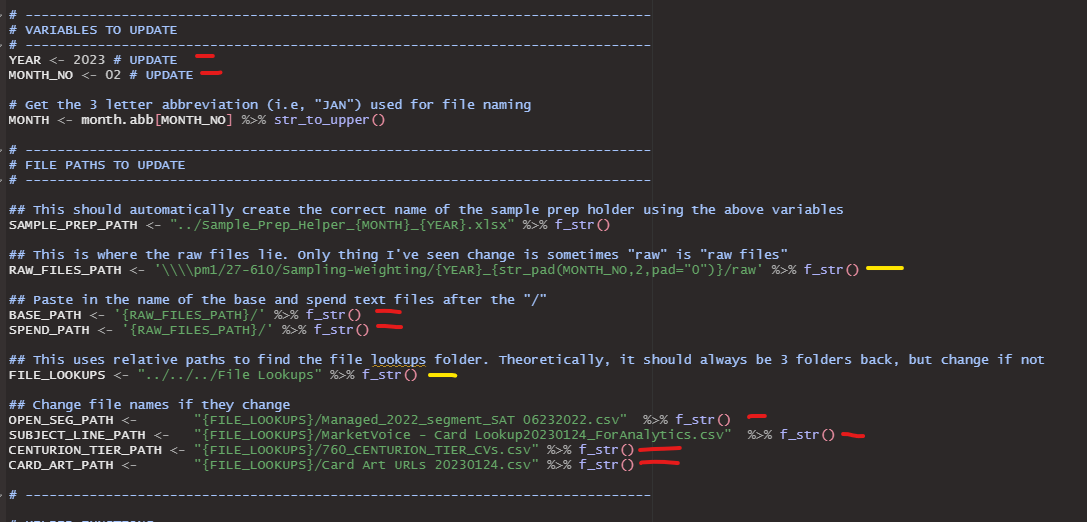 # ------------------------------------------------------------------------------
# VARIABLES TO UPDATE
# ------------------------------------------------------------------------------
YEAR <- 2023 # UPDATE
MONTH_NO <- 02 # UPDATE
# Get the 3 letter abbreviation (i.e, "JAN") used for file naming
MONTH <- month.abb[MONTH_NO] %>% str_to_upper()
# ------------------------------------------------------------------------------
# FILE PATHS TO UPDATE
# ------------------------------------------------------------------------------
## This should automatically create the correct name of the sample prep holder using the above variables
SAMPLE_PREP_PATH <- "../Sample_Prep_Helper_{MONTH}_{YEAR}.xlsx" %>% f_str()
## This is where the raw files lie. Only thing I've seen change is sometimes "raw" is "raw files"
RAW_FILES_PATH <- '\\\\pm1/27-610/Sampling-Weighting/{YEAR}_{str_pad(MONTH_NO,2,pad="0")}/raw' %>% f_str()
## Paste in the name of the base and spend text files after the "/"
BASE_PATH <- '{RAW_FILES_PATH}/' %>% f_str()
SPEND_PATH <- '{RAW_FILES_PATH}/' %>% f_str()
## This uses relative paths to find the file lookups folder. Theoretically, it should always be 3 folders back, but change if not
FILE_LOOKUPS <- "../../../File Lookups" %>% f_str()
## Change file names if they change
OPEN_SEG_PATH <- "{FILE_LOOKUPS}/Managed_2022_segment_SAT 06232022.csv" %>% f_str()
SUBJECT_LINE_PATH <- "{FILE_LOOKUPS}/MarketVoice - Card Lookup20230124_ForAnalytics.csv" %>% f_str()
CENTURION_TIER_PATH <- "{FILE_LOOKUPS}/760_CENTURION_TIER_CVs.csv" %>% f_str()
CARD_ART_PATH <- "{FILE_LOOKUPS}/Card Art URLs 20230124.csv" %>% f_str()
# ------------------------------------------------------------------------------